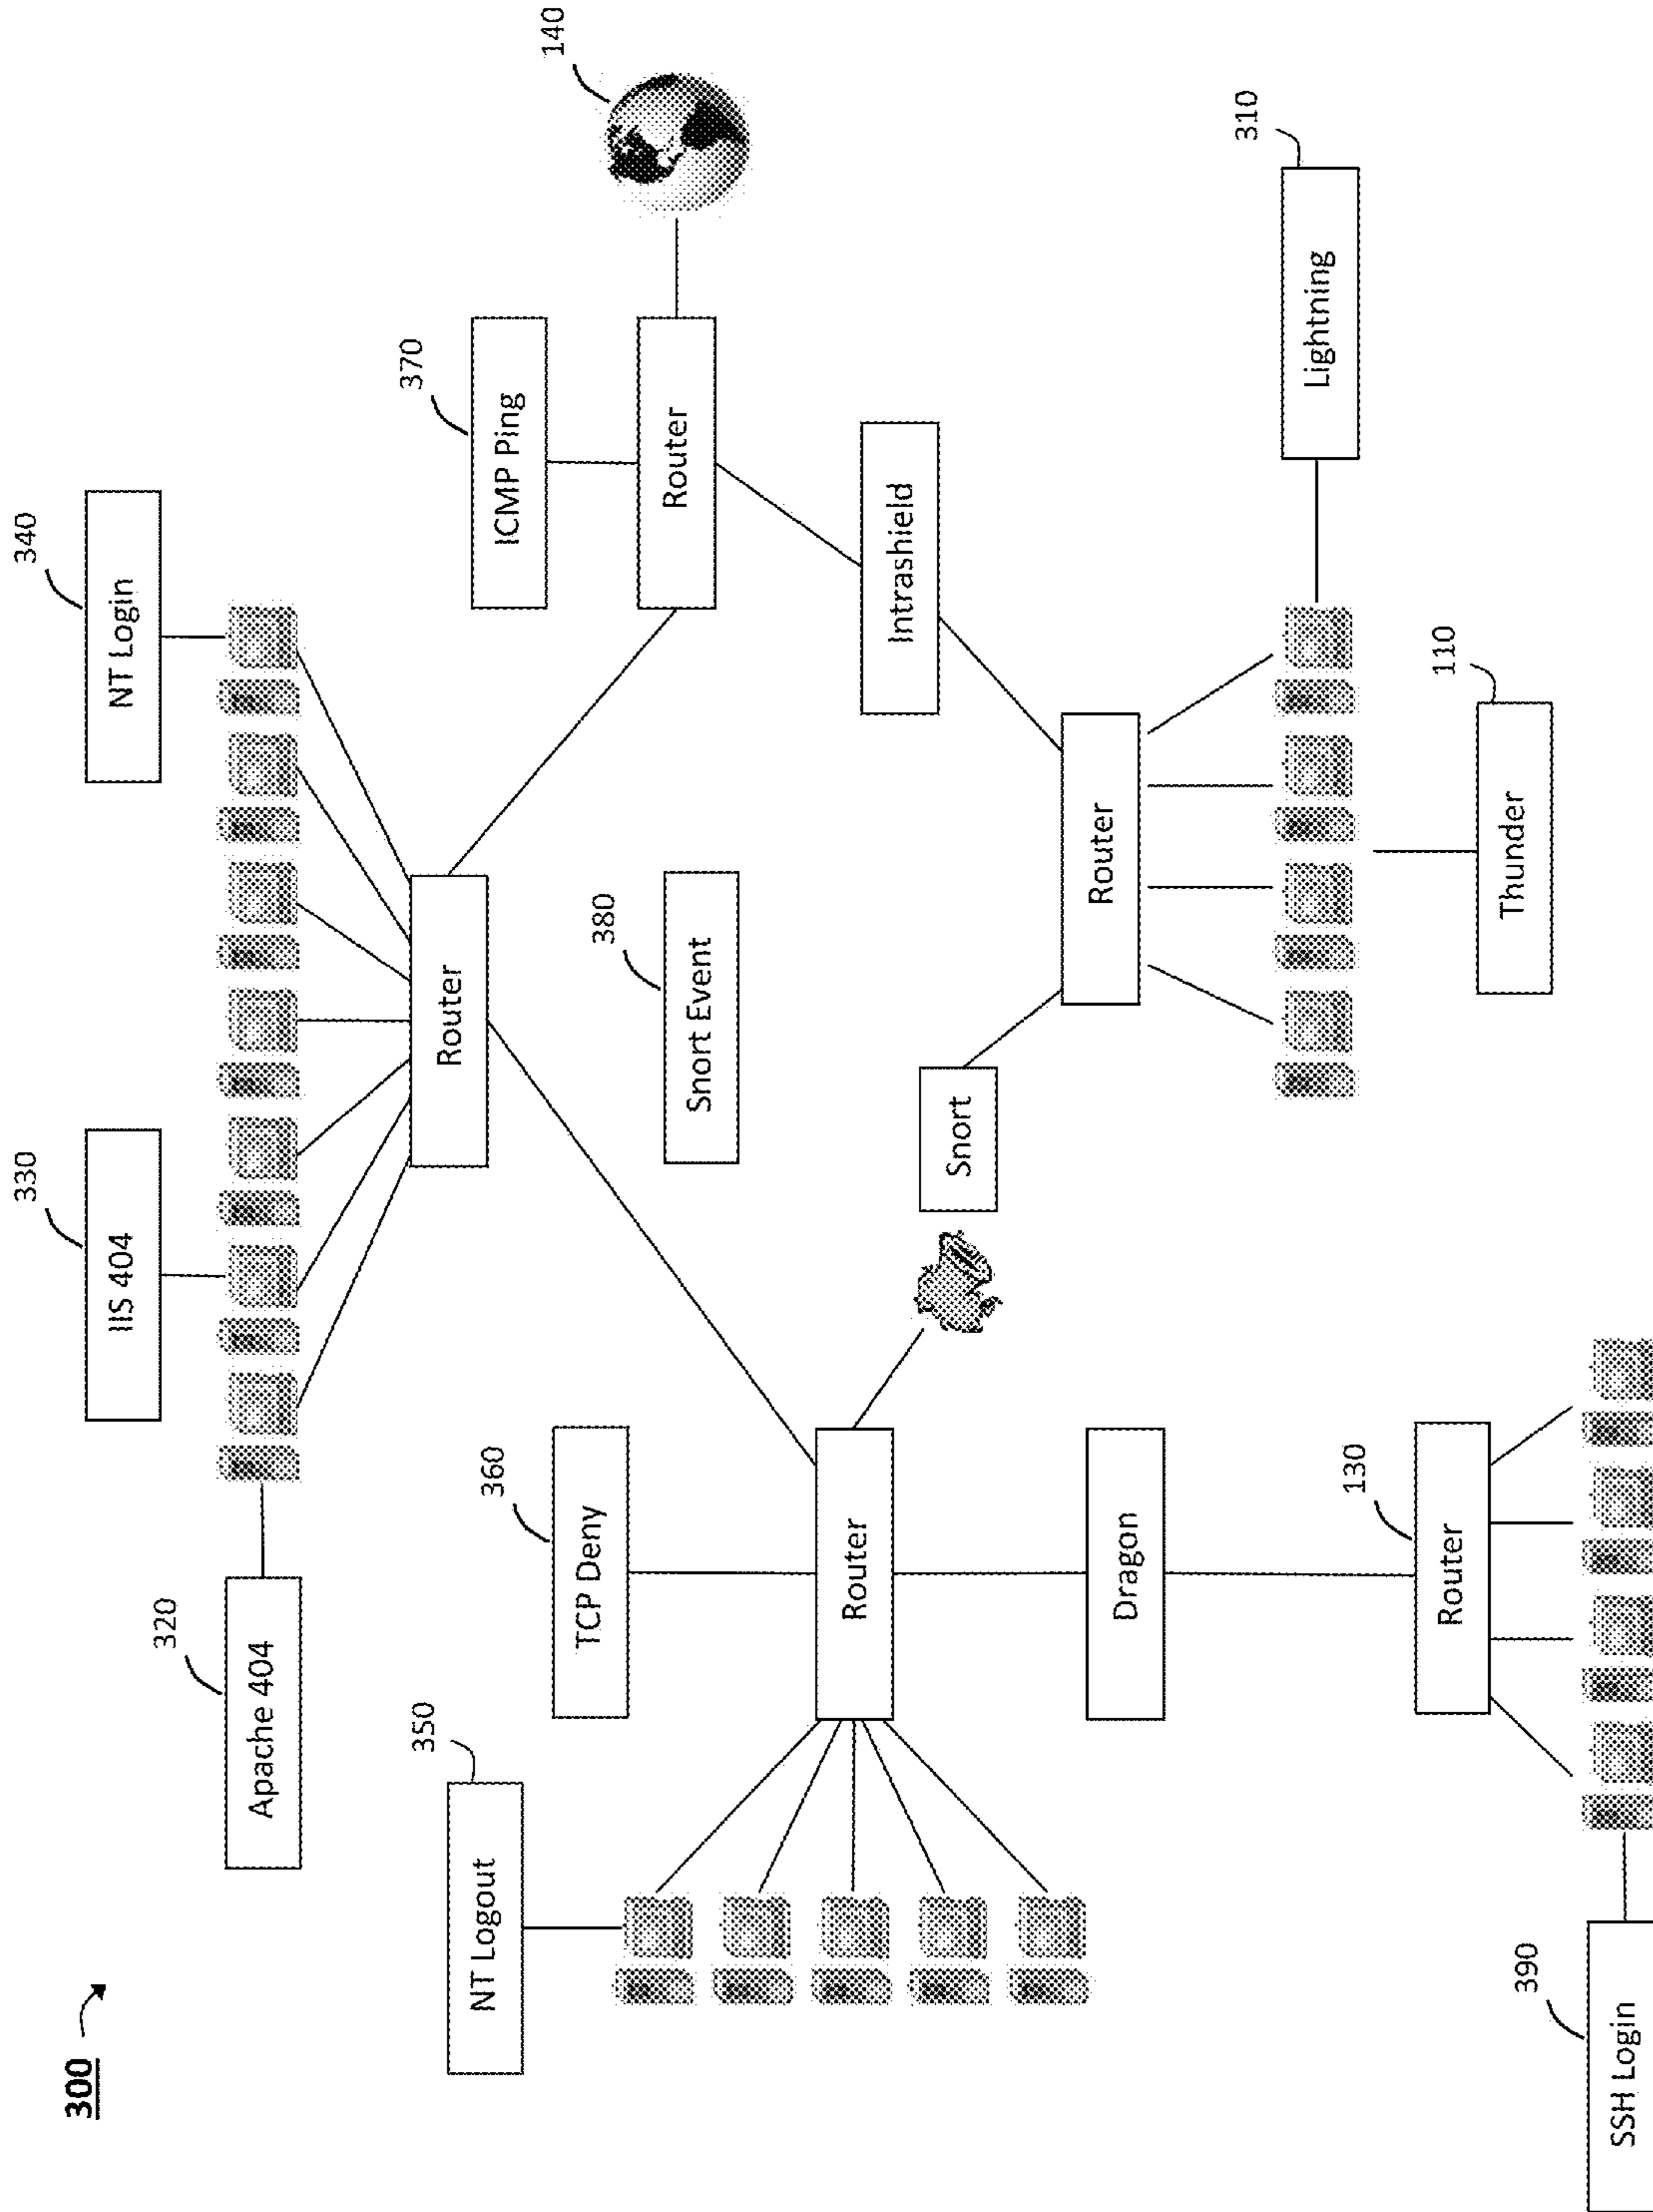 300
330
340
IIS 404
NT Login
320
Apache 404
350
370
Router
NT Logout
360
ICMP Ping
140
TCP Deny
380
Router
Snort Event
Router
Intrashield
Snort
Router
Dragon
310
Lightning
130
110
Router
Thunder
390
SSH Login